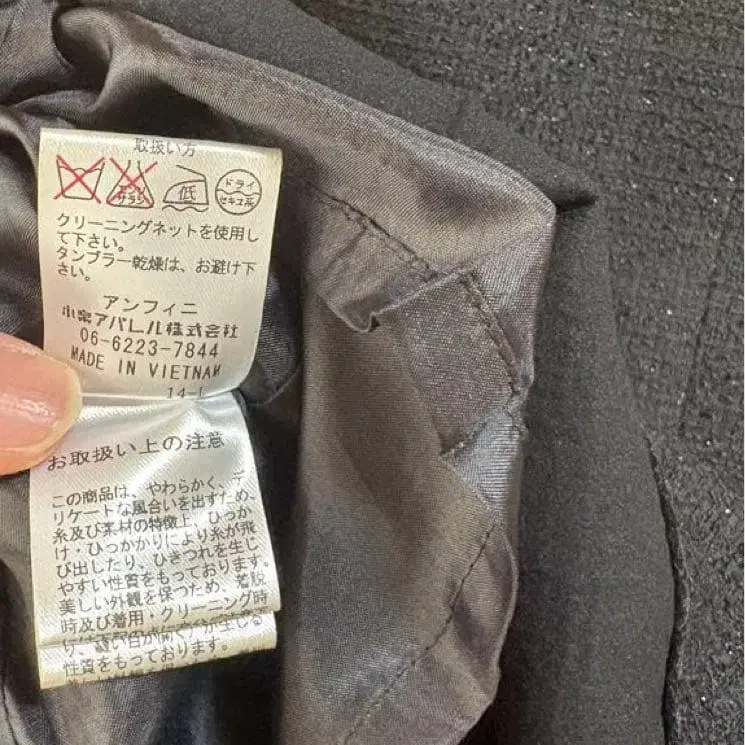 取扱い方
エンソ サラシ
低
ドライ
セキユ系
クリーニングネットを使用し
て下さい。
タンブラー乾燥は、お避け下
さい。
アンフィニ
小泉アパレル株式会社
06-6223-7844
MADE IN VIETNAM
14-L
お取扱い上の注意
この商品は、やわらかく、デ
リケートな風合いを出すため、
糸及び素材の特徴上、ひっか
け・ひっかかりにより糸が飛
び出したり、ひきつれを生じ
やすい性質をもっております。
美しい外観を保つため、着脱
時及び着用・クリーニング時
性質をもっております。